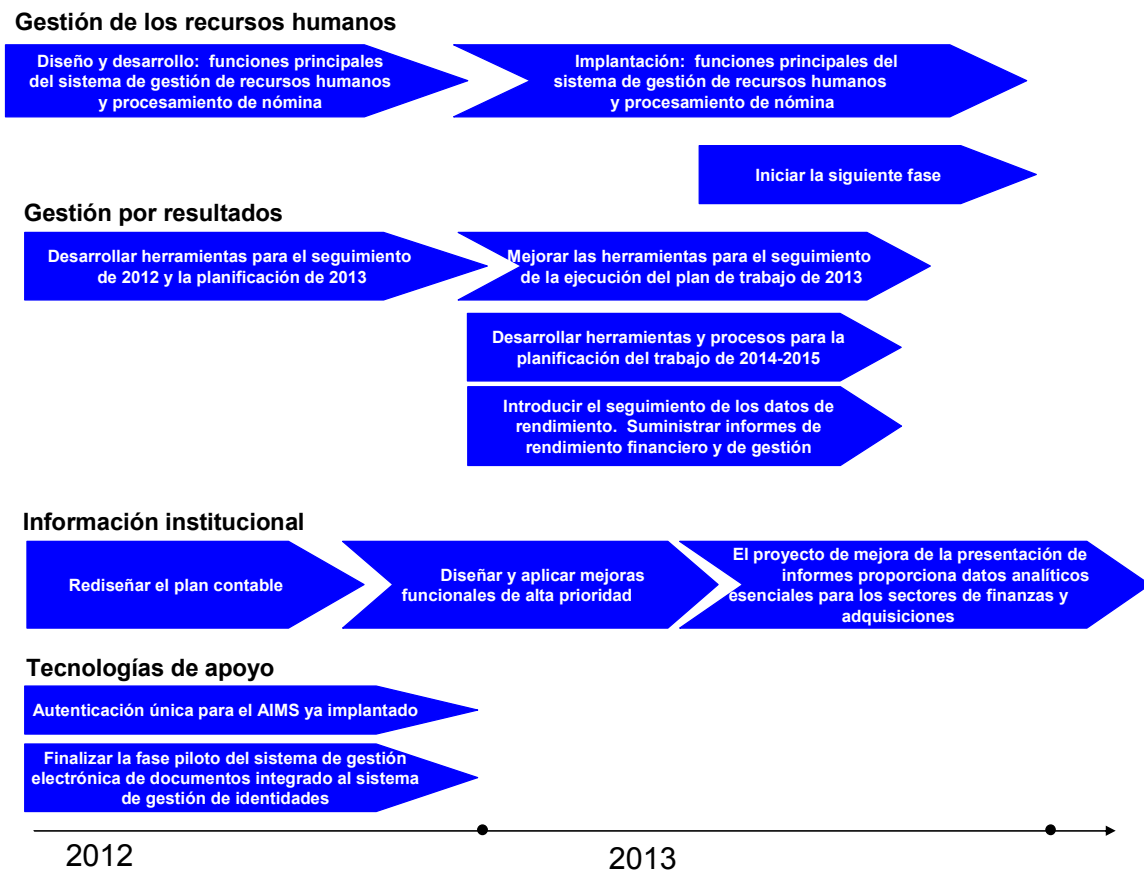 Gestión de los recursos humanos
Diseño y desarrollo: funciones principales
del sistema de gestión de recursos humanos
y procesamiento de nómina
Implantación: funciones principales del
sistema de gestión de recursos humanos
y procesamiento de nómina
Iniciar la siguiente fase
Gestión por resultados
Desarrollar herramientas para el seguimiento
de 2012 y la planificación de 2013
Mejorar las herramientas para el seguimiento
de la ejecución del plan de trabajo de 2013
Desarrollar herramientas y procesos para la
planificación del trabajo de 2014-2015
Introducir el seguimiento de los datos de
rendimiento. Suministrar informes de
rendimiento financiero y de gestión
Información institucional
Rediseñar el plan contable
Diseñar y aplicar mejoras
funcionales de alta prioridad
El proyecto de mejora de la presentación de
informes proporciona datos analíticos
esenciales para los sectores de finanzas y
adquisiciones
Tecnologías de apoyo
Autenticación única para el AIMS ya implantado
Finalizar la fase piloto del sistema de gestión
electrónica de documentos integrado al sistema
de gestión de identidades
2012
2013